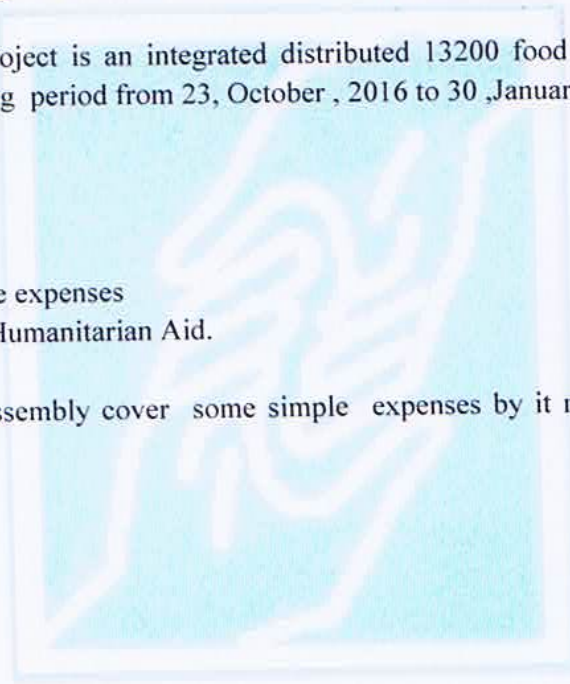 oject is an integrated distributed 13200 food
g period from 23, October , 2016 to 30 ,Januar
e expenses
Humanitarian Aid.
ssembly cover some simple expenses by it